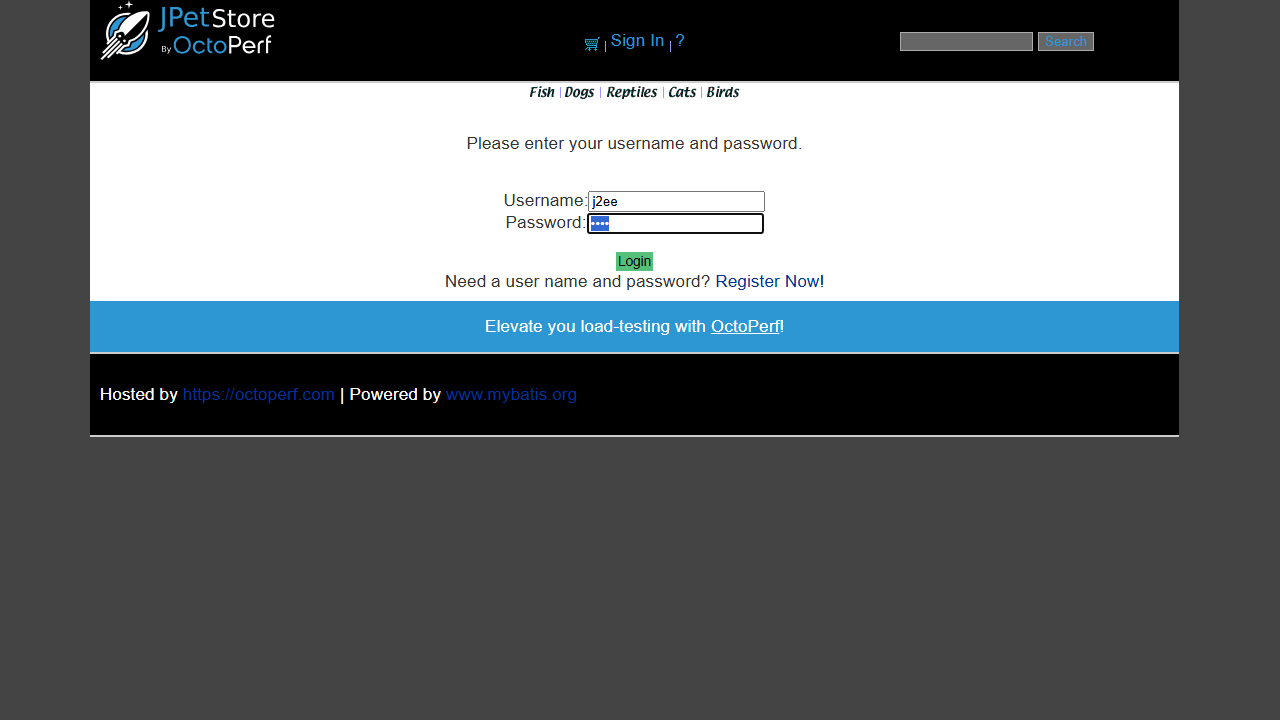 JPetStore
By OctoPerf
| Sign In | ?
Search
Fish | Dogs | Reptiles | Cats | Birds
Please enter your username and password.
Username: j2ee
Password: ••••
Login
Need a user name and password? Register Now!
Elevate you load-testing with OctoPerf!
Hosted by https://octoperf.com | Powered by www.mybatis.org